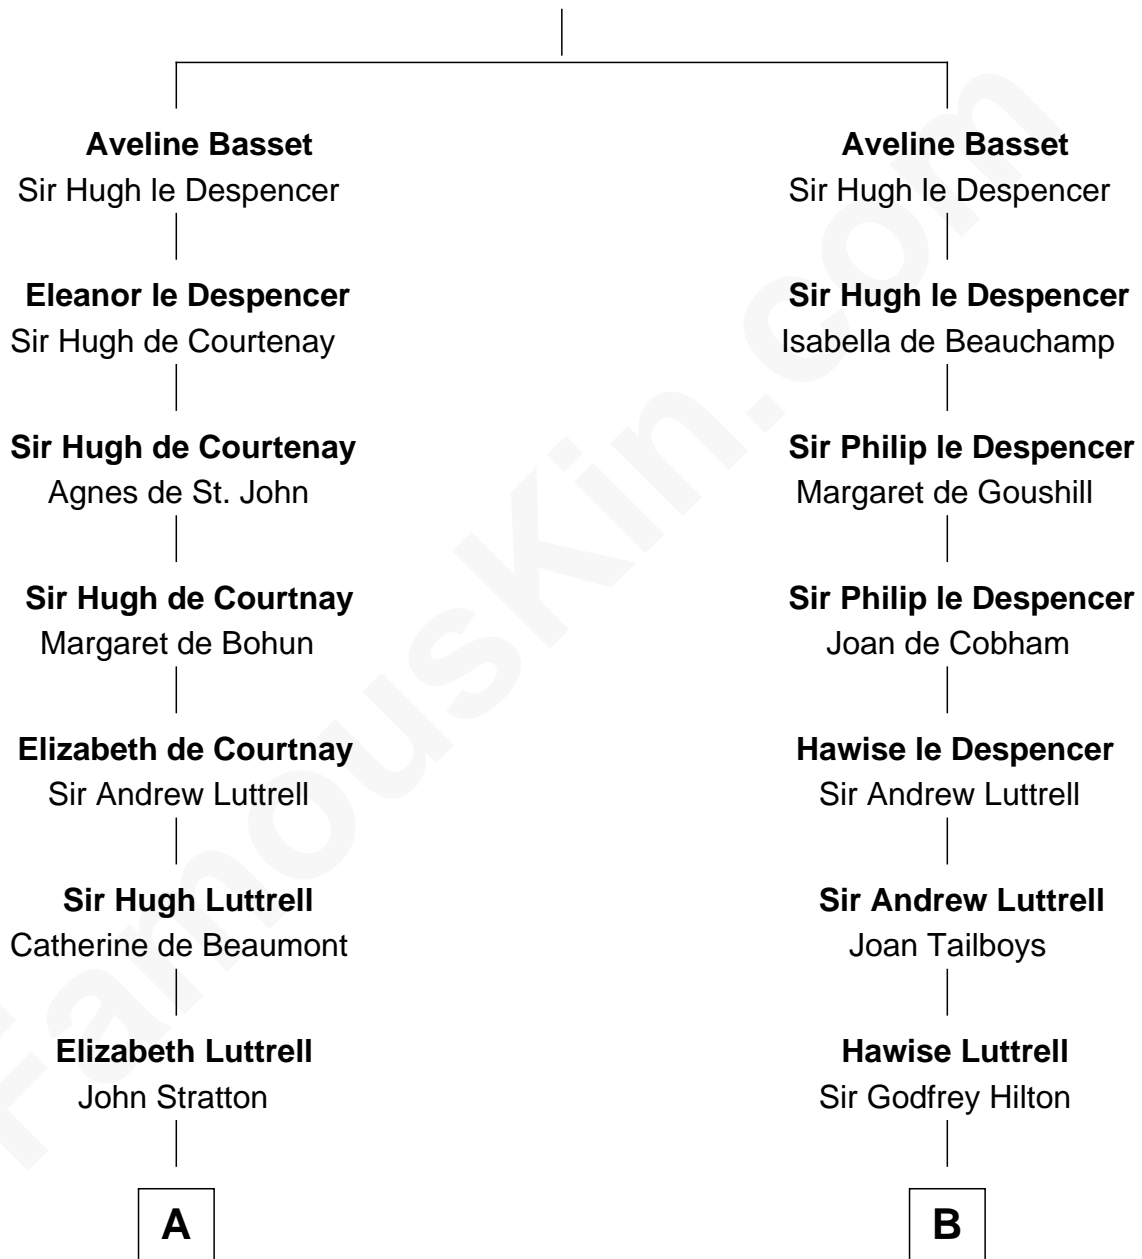 Aveline Basset
Sir Hugh le Despencer
Eleanor le Despencer
Sir Hugh de Courtenay
Sir Hugh de Courtenay
Agnes de St. John
Sir Hugh de Courtnay
Margaret de Bohun
Elizabeth de Courtnay
Sir Andrew Luttrell
Sir Hugh Luttrell
Catherine de Beaumont
Elizabeth Luttrell
John Stratton
A
Aveline Basset
Sir Hugh le Despencer
Sir Hugh le Despencer
Isabella de Beauchamp
Sir Philip le Despencer
Margaret de Goushill
Sir Philip le Despencer
Joan de Cobham
Hawise le Despencer
Sir Andrew Luttrell
Sir Andrew Luttrell
Joan Tailboys
Hawise Luttrell
Sir Godfrey Hilton
B
FamousKin.com